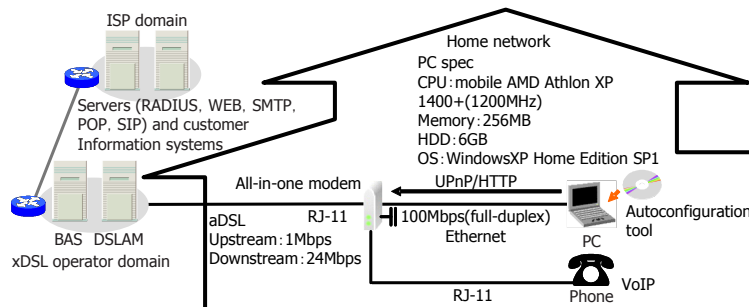 ISP domain
Servers (RADIUS, WEB, SMTP,
POP, SIP) and customer
Information systems
BAS DSLAM
xDSL operator domain
Home network
PC spec
CPU:mobile AMD Athlon XP
1400+(1200MHz)
Memory:256MB
HDD:6GB
OS:WindowsXP Home Edition SP1
All-in-one modem
UPnP/HTTP
aDSL
RJ-11
Upstream:1Mbps
Downstream:24Mbps
100Mbps(full-duplex)
Ethernet
PC
Autoconfiguration
tool
RJ-11
Phone
VoIP